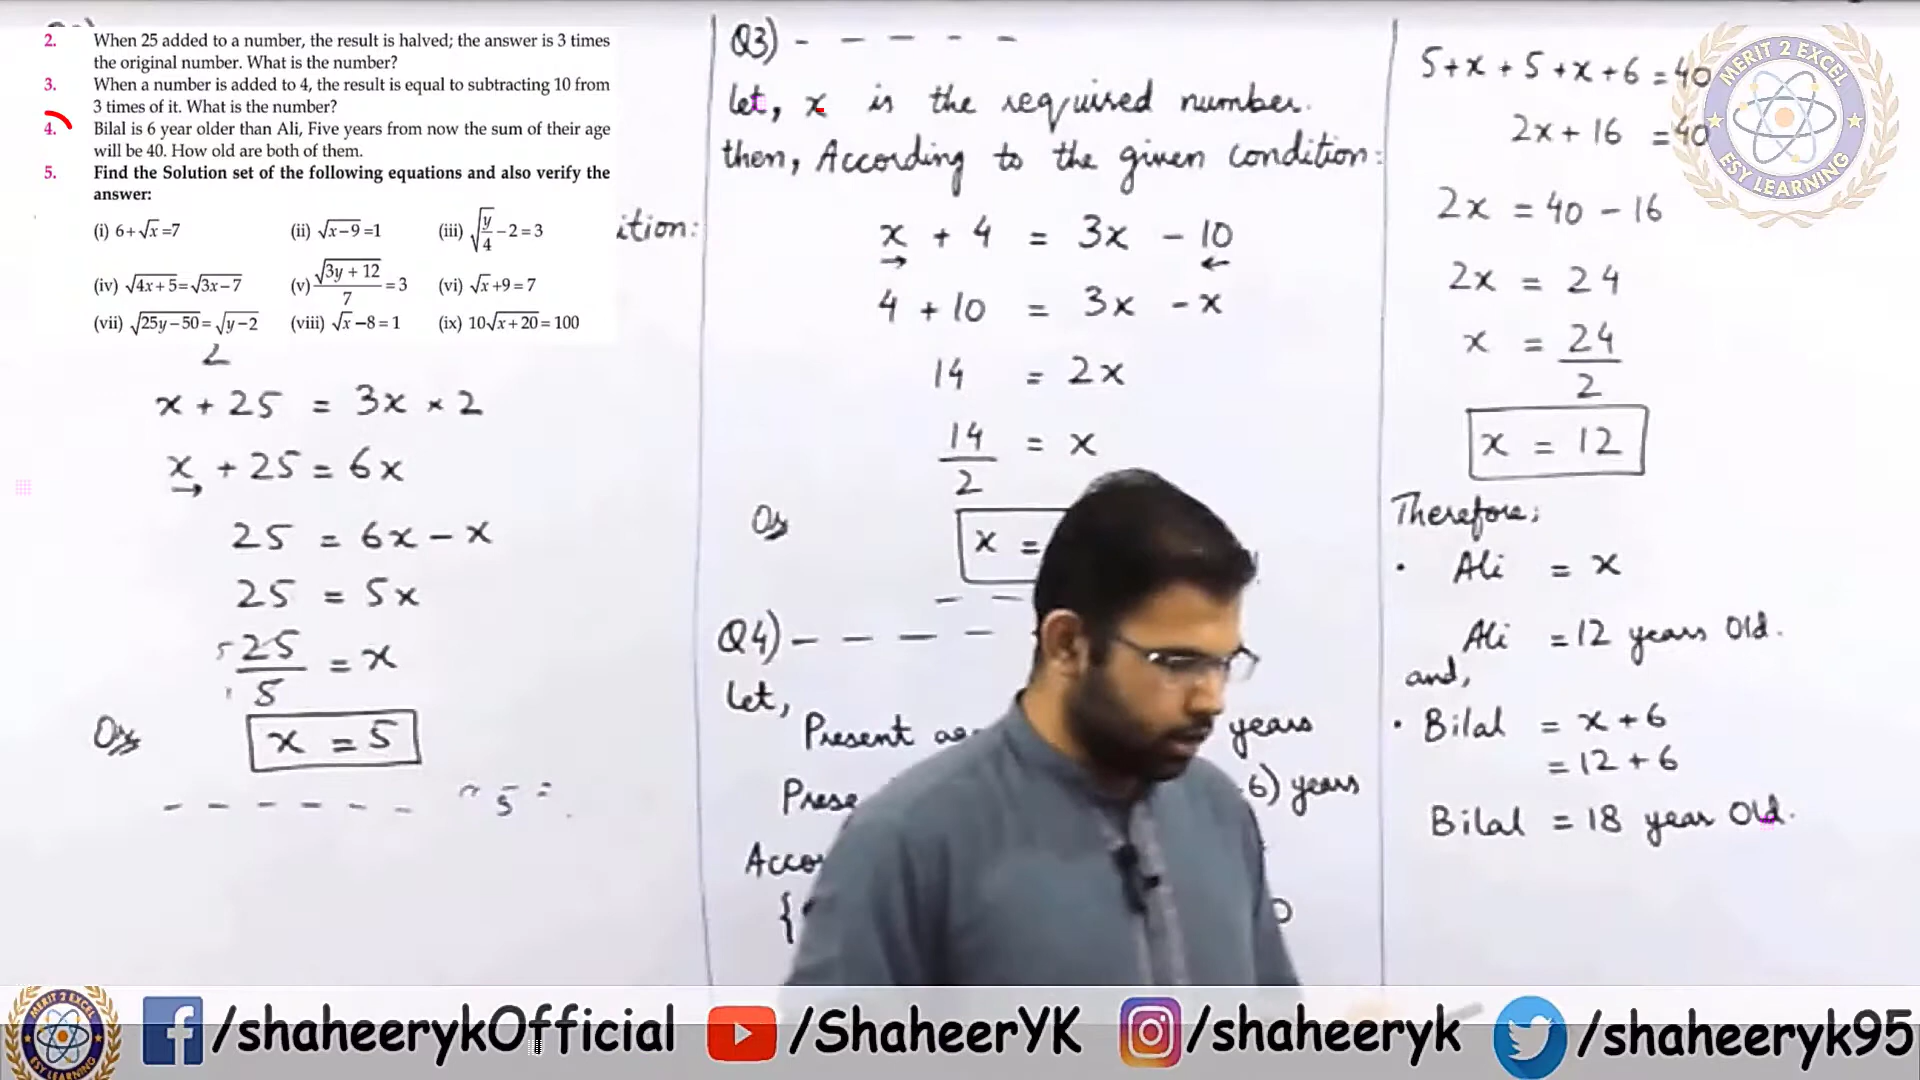 2. When 25 added to a number, the result is halved; the answer is 3 times
the original number. What is the number?
3. When a number is added to 4, the result is equal to subtracting 10 from
3 times of it. What is the number?
4. Bilal is 6 year older than Ali, Five years from now the sum of their age
will be 40. How old are both of them.
5. Find the Solution set of the following equations and also verify the
answer:
(i) 6+√x=7 (ii) √x−9=1 (iii) √y/4−2=3
(iv) √4x+5=√3x−7 (v) √3y+12/7=3 (vi) √x+9=7
(vii) √25y−50=√y−2 (viii) √x−8=1 (ix) 10√x+20=100
ition:
2
x + 25 = 3x × 2
x + 25 = 6x
25 = 6x − x
25 = 5x
25/5 = x
x = 5
Q3) - - - - -
let, x is the required number.
then, According to the given condition:
x + 4 = 3x − 10
4 + 10 = 3x − x
14 = 2x
14/2 = x
Or
x =
Q4) - - - -
let,
Present years
6) years
{
5+x+5+x+6=40
2x+16=40
2x = 40−16
2x = 24
x = 24/2
x = 12
Therefore;
• Ali = x
Ali = 12 years Old.
and,
• Bilal = x+6
= 12+6
Bilal = 18 year Old.
MERIT 2 EXCEL
ESY LEARNING
MERIT 2 EXCEL
ESY LEARNING
/shaheerykOfficial /ShaheerYK /shaheeryk /shaheeryk95